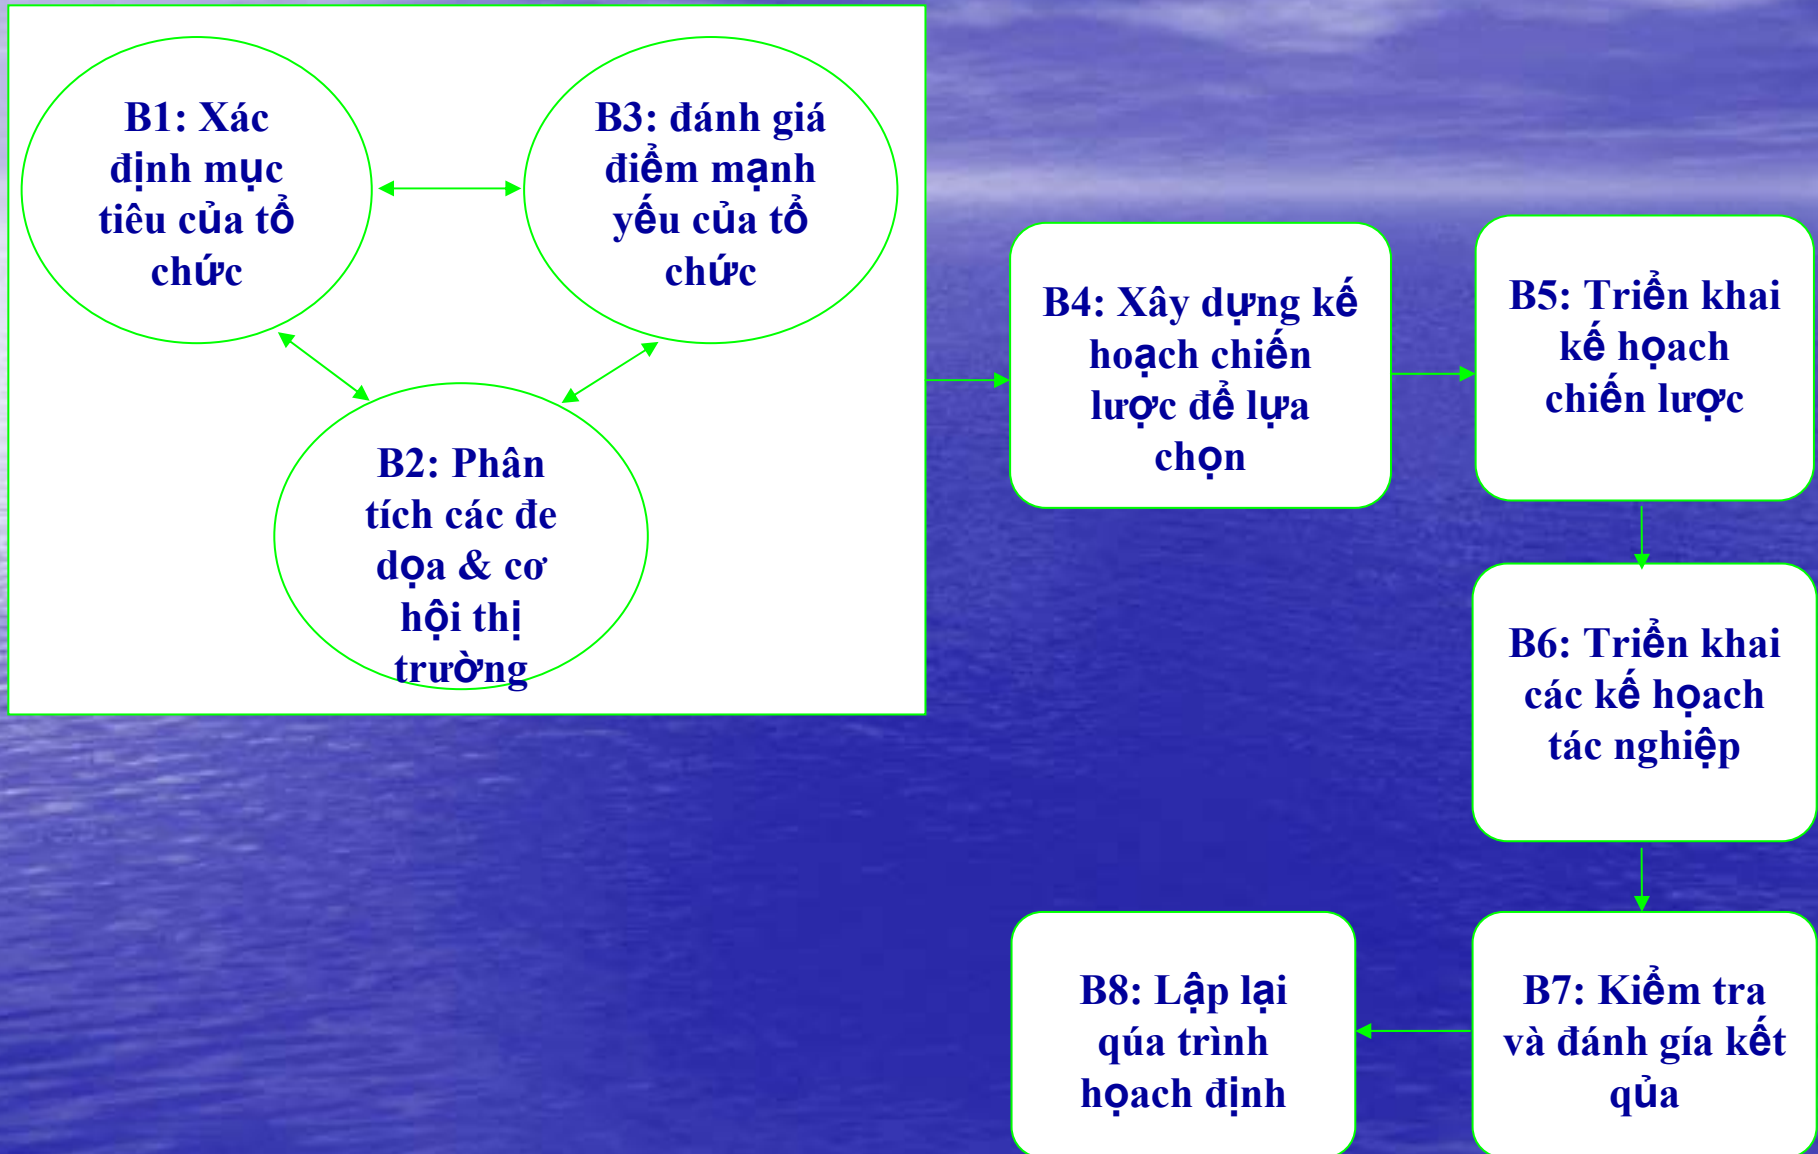 B1: Xác
định mục
tiêu của tổ
chức
B3: đánh giá
điểm mạnh
yếu của tổ
chức
B2: Phân
tích các đe
dọa & cơ
hội thị
trường
B4: Xây dựng kế
hoạch chiến
lược để lựa
chọn
B5: Triển khai
kế họach
chiến lược
B6: Triển khai
các kế họach
tác nghiệp
B7: Kiểm tra
và đánh gía kết
qủa
B8: Lập lại
qúa trình
họach định